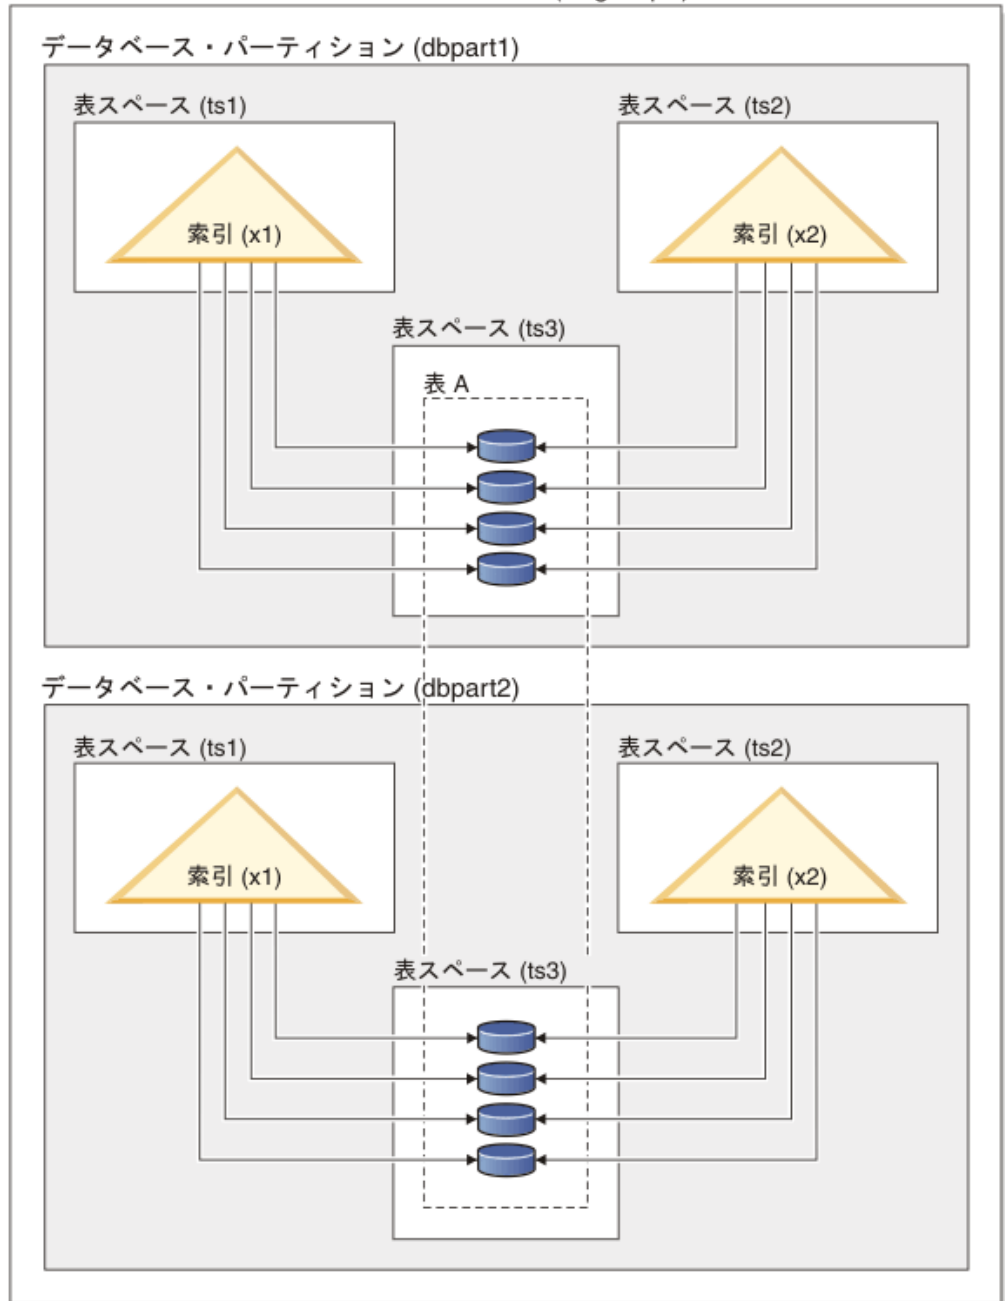 データベース・パーティション (dbpart1)
表スペース (ts1)
表スペース (ts2)
索引 (x1)
索引 (x2)
表スペース (ts3)
表 A
データベース・パーティション (dbpart2)
表スペース (ts1)
表スペース (ts2)
索引 (x1)
索引 (x2)
表スペース (ts3)